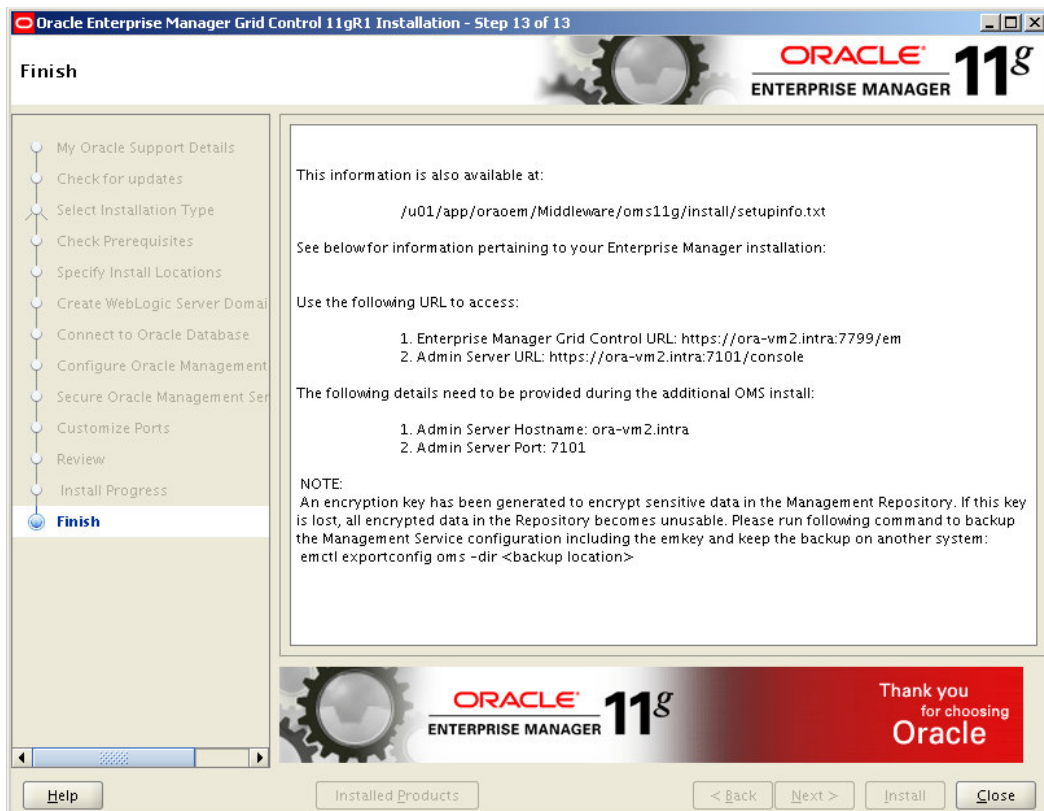 Oracle Enterprise Manager Grid Control 11gR1 Installation - Step 13 of 13
Finish
ORACLE
ENTERPRISE MANAGER 11g
My Oracle Support Details
Check for updates
Select Installation Type
Check Prerequisites
Specify Install Locations
Create WebLogic Server Domai
Connect to Oracle Database
Configure Oracle Management
Secure Oracle Management Ser
Customize Ports
Review
Install Progress
Finish
This information is also available at:
/u01/app/oraoem/Middleware/oms11g/install/setupinfo.txt
See below for information pertaining to your Enterprise Manager installation:
Use the following URL to access:
1. Enterprise Manager Grid Control URL: https://ora-vm2.intra:7799/em
2. Admin Server URL: https://ora-vm2.intra:7101/console
The following details need to be provided during the additional OMS install:
1. Admin Server Hostname: ora-vm2.intra
2. Admin Server Port: 7101
NOTE:
An encryption key has been generated to encrypt sensitive data in the Management Repository. If this key
is lost, all encrypted data in the Repository becomes unusable. Please run following command to backup
the Management Service configuration including the emkey and keep the backup on another system:
emctl exportconfig oms -dir <backup location>
ORACLE
ENTERPRISE MANAGER 11g
Thank you
for choosing
Oracle
Help
Installed Products
< Back
Next >
Install
Close